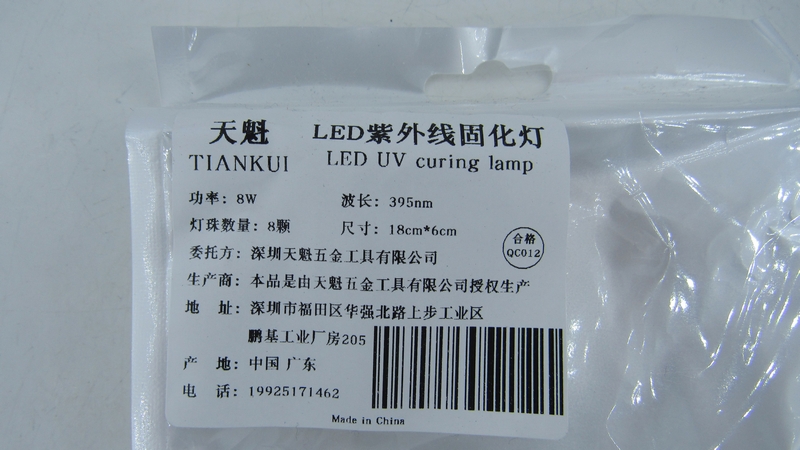 天魁 LED紫外线固化灯
TIANKUI LED UV curing lamp
功率：8W 波长：395nm
灯珠数量：8颗 尺寸：18cm*6cm
委托方：深圳天魁五金工具有限公司
合格
QC012
生产商：本品是由天魁五金工具有限公司授权生产
地 址：深圳市福田区华强北路上步工业区
鹏基工业厂房205
产 地：中国 广东
电 话：19925171462
Made in China